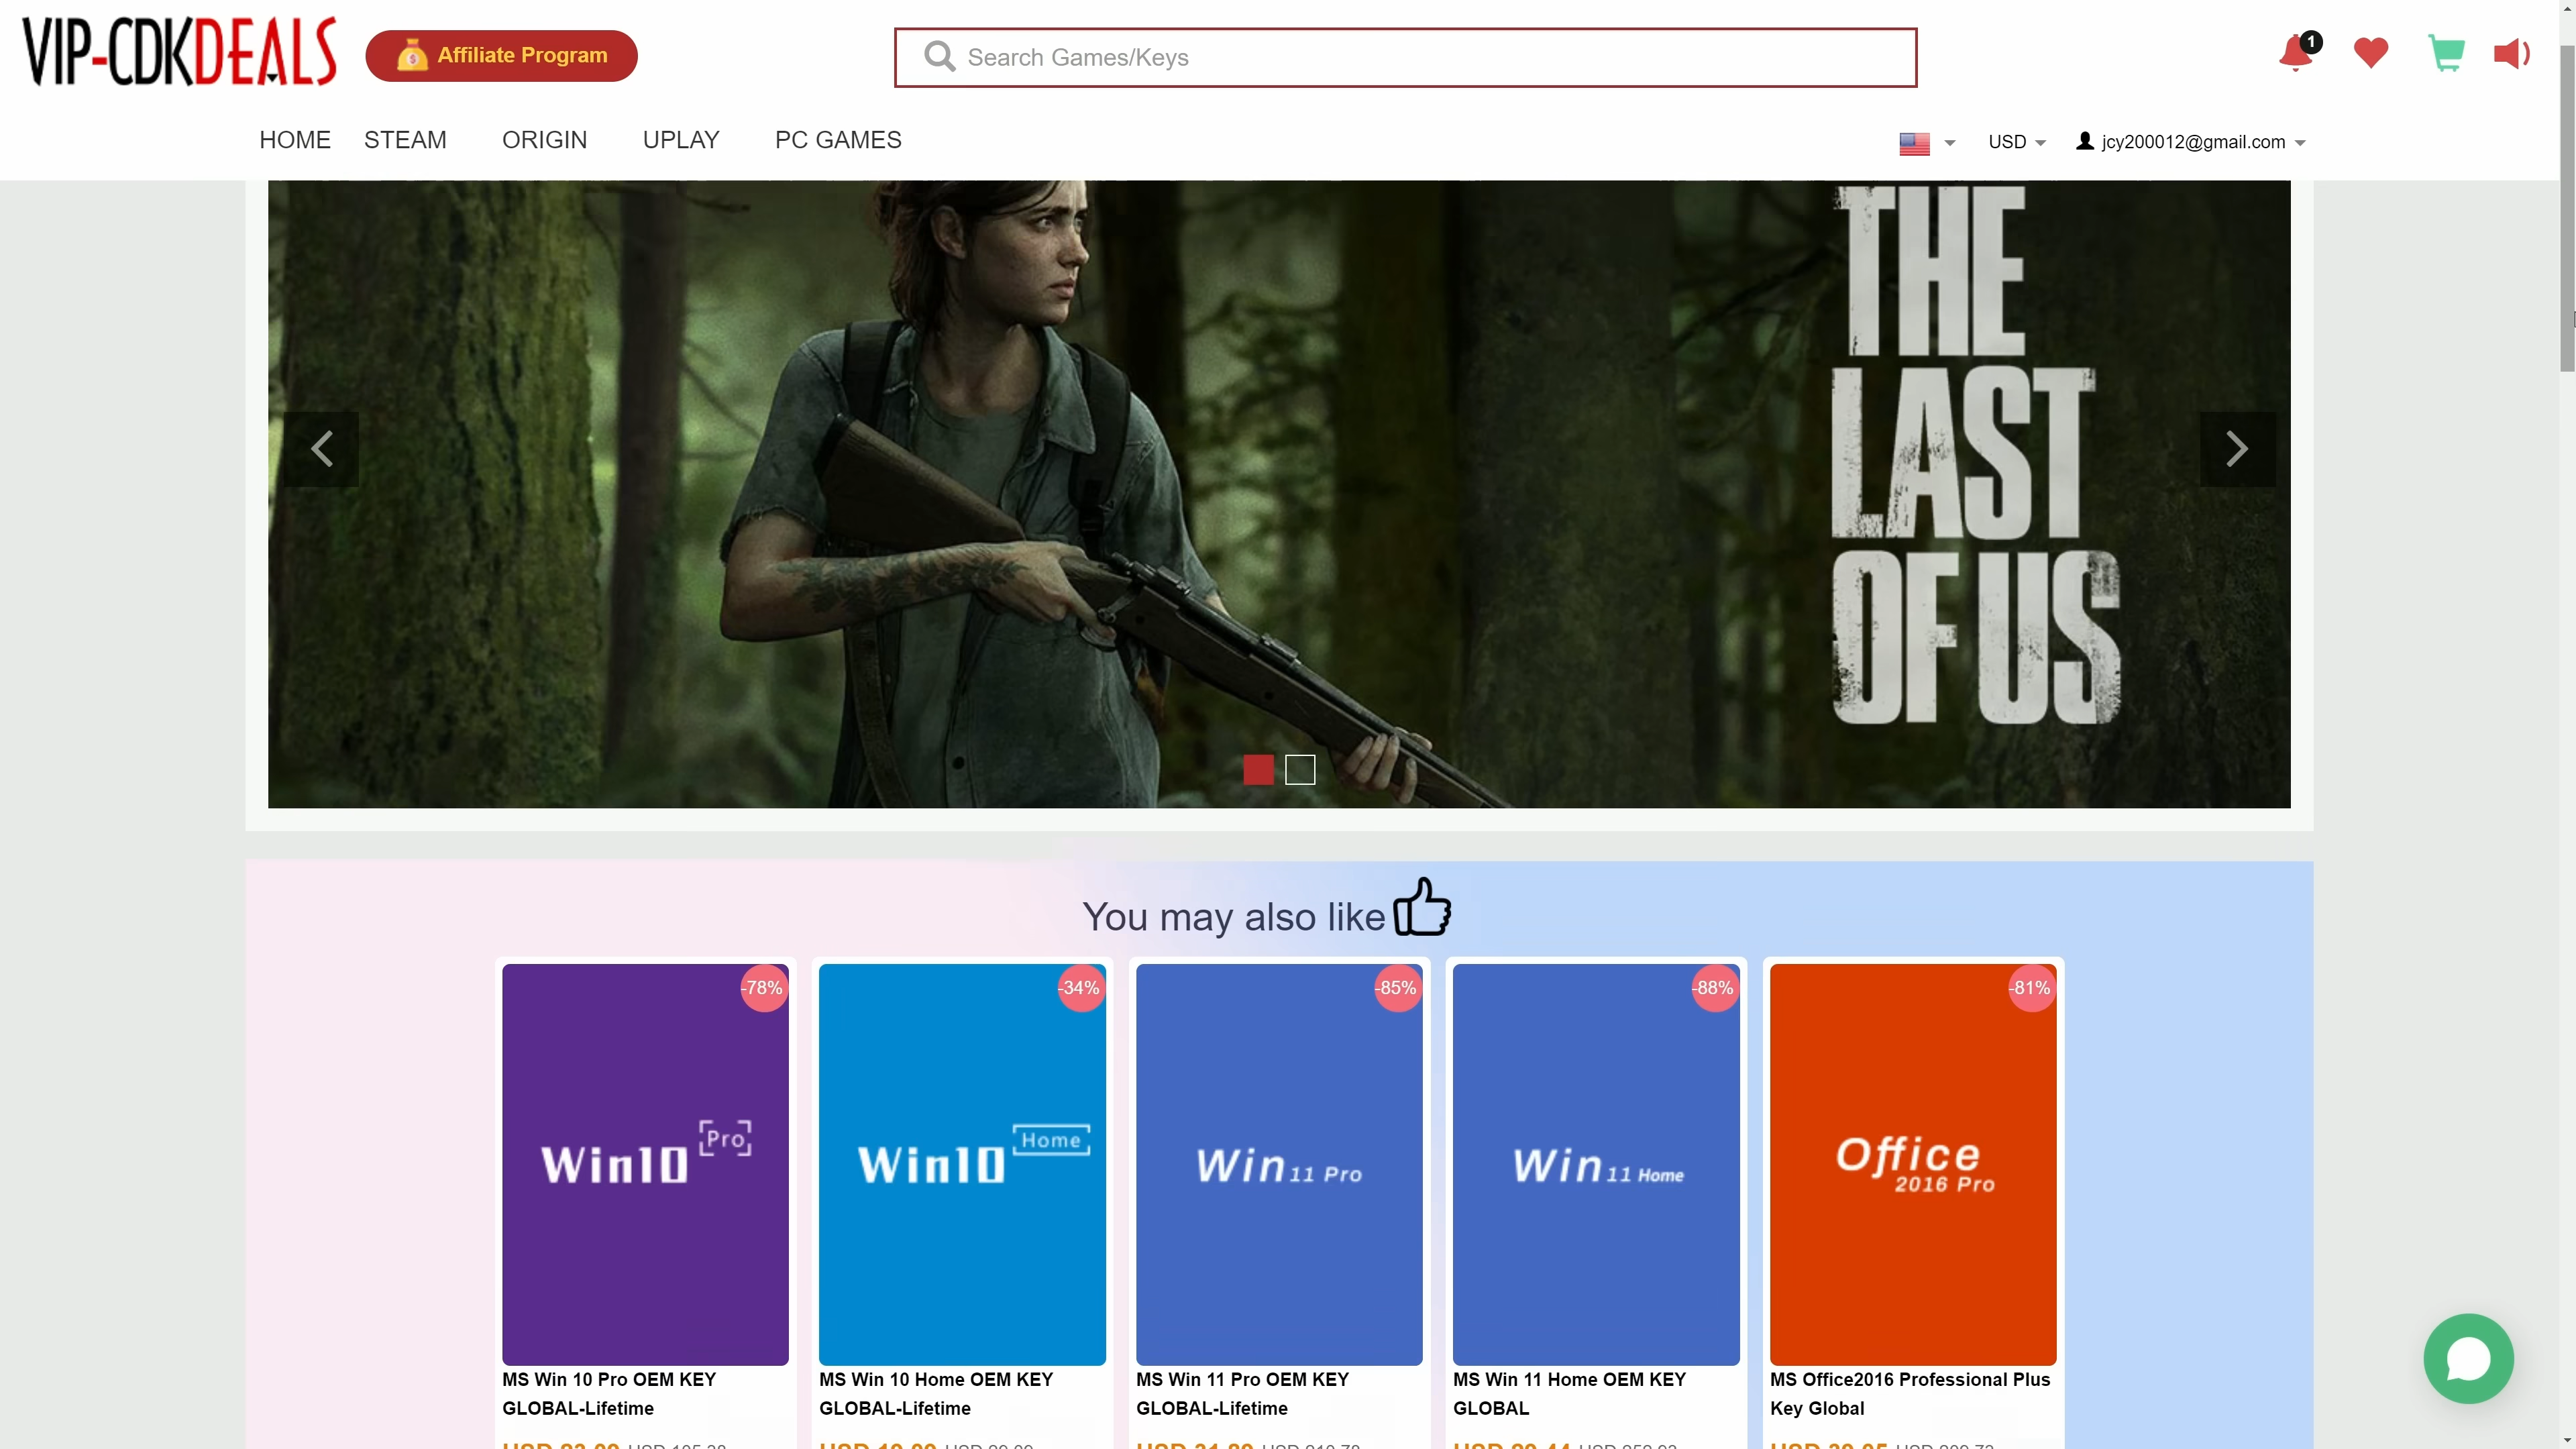 VIP-CDKDEALS
Affiliate Program
Search Games/Keys
1
HOME STEAM ORIGIN UPLAY PC GAMES
USD jcy200012@gmail.com
THE
LAST
OF US
You may also like
-78% -34% -85% -88% -81%
Win10 Pro
Win10 Home
Win 11 Pro
Win 11 Home
Office
2016 Pro
MS Win 10 Pro OEM KEY
GLOBAL-Lifetime
MS Win 10 Home OEM KEY
GLOBAL-Lifetime
MS Win 11 Pro OEM KEY
GLOBAL-Lifetime
MS Win 11 Home OEM KEY
GLOBAL
MS Office2016 Professional Plus
Key Global